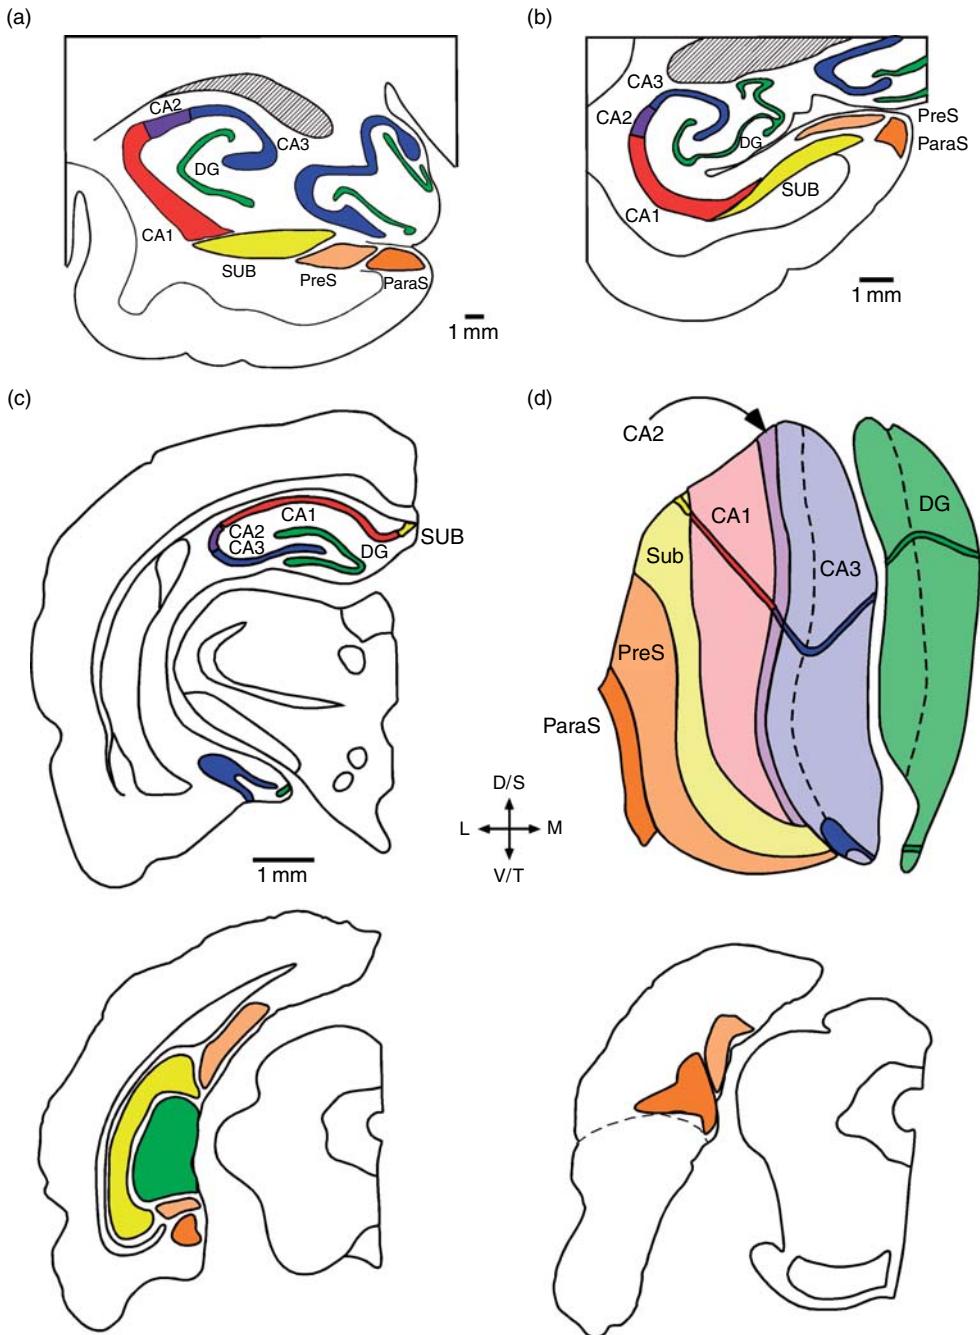 (a)
CA2
CA3
DG
CA1
SUB
PreS
ParaS
1 mm
(b)
CA3
CA2
DG
PreS
ParaS
SUB
CA1
1 mm
(c)
CA1
CA2
CA3
DG
SUB
1 mm
D/S
L
M
V/T
(d)
CA2
CA1
DG
Sub
CA3
PreS
ParaS